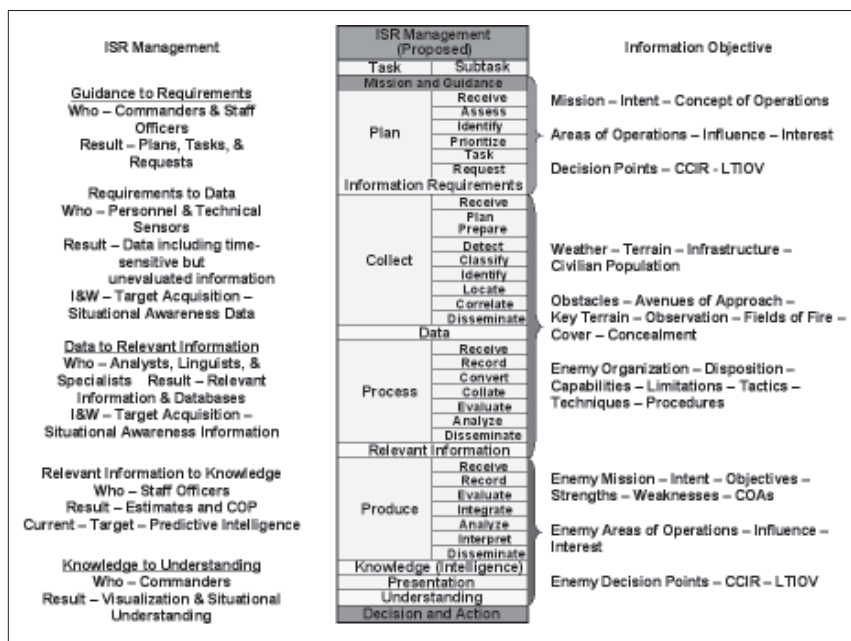 ISR Management
Guidance to Requirements
Who – Commanders & Staff
Officers
Result – Plans, Tasks, &
Requests
Requirements to Data
Who – Personnel & Technical
Sensors
Result – Data including time-
sensitive but
unevaluated information
I&W – Target Acquisition –
Situational Awareness Data
Data to Relevant Information
Who – Analysts, Linguists, &
Specialists Result – Relevant
Information & Databases
I&W – Target Acquisition –
Situational Awareness Information
Relevant Information to Knowledge
Who – Staff Officers
Result – Estimates and COP
Current – Target – Predictive Intelligence
Knowledge to Understanding
Who – Commanders
Result – Visualization & Situational
Understanding
ISR Management
(Proposed)
Task Subtask
Mission and Guidance
Plan
Receive
Assess
Identify
Prioritize
Task
Request
Information Requirements
Collect
Receive
Plan
Prepare
Detect
Classify
Identify
Locate
Correlate
Disseminate
Data
Process
Receive
Record
Convert
Collate
Evaluate
Analyze
Disseminate
Relevant Information
Produce
Receive
Record
Evaluate
Integrate
Analyze
Interpret
Disseminate
Knowledge (Intelligence)
Presentation
Understanding
Decision and Action
Information Objective
Mission – Intent – Concept of Operations
Areas of Operations – Influence – Interest
Decision Points – CCIR - LTIOV
Weather – Terrain – Infrastructure –
Civilian Population
Obstacles – Avenues of Approach –
Key Terrain – Observation – Fields of Fire –
Cover – Concealment
Enemy Organization – Disposition –
Capabilities – Limitations – Tactics –
Techniques – Procedures
Enemy Mission – Intent – Objectives –
Strengths – Weaknesses – COAs
Enemy Areas of Operations – Influence –
Interest
Enemy Decision Points – CCIR – LTIOV